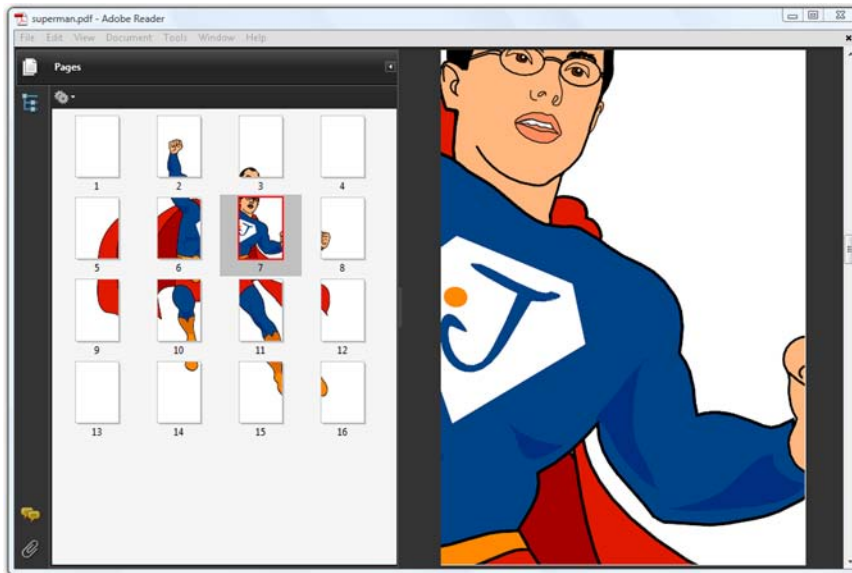 superman.pdf - Adobe Reader
File Edit View Document Tools Window Help
Pages
1 2 3 4
5 6 7 8
9 10 11 12
13 14 15 16
J